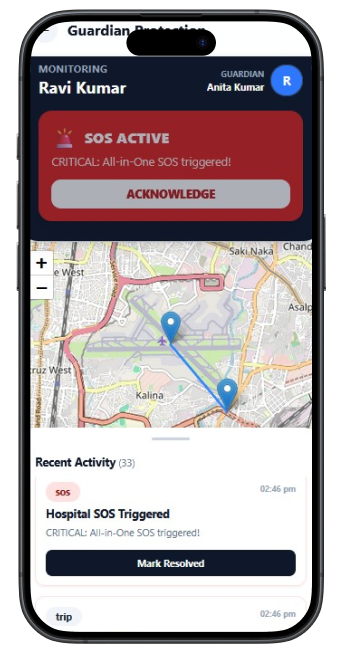 Guardian Protection
MONITORING
Ravi Kumar
GUARDIAN
Anita Kumar
R
SOS ACTIVE
CRITICAL: All-in-One SOS triggered!
ACKNOWLEDGE
+
−
Saki Naka
Chand
e West
Asalp
cruz West
Kalina
Recent Activity (33)
sos
02:46 pm
Hospital SOS Triggered
CRITICAL: All-in-One SOS triggered!
Mark Resolved
trip
02:46 pm